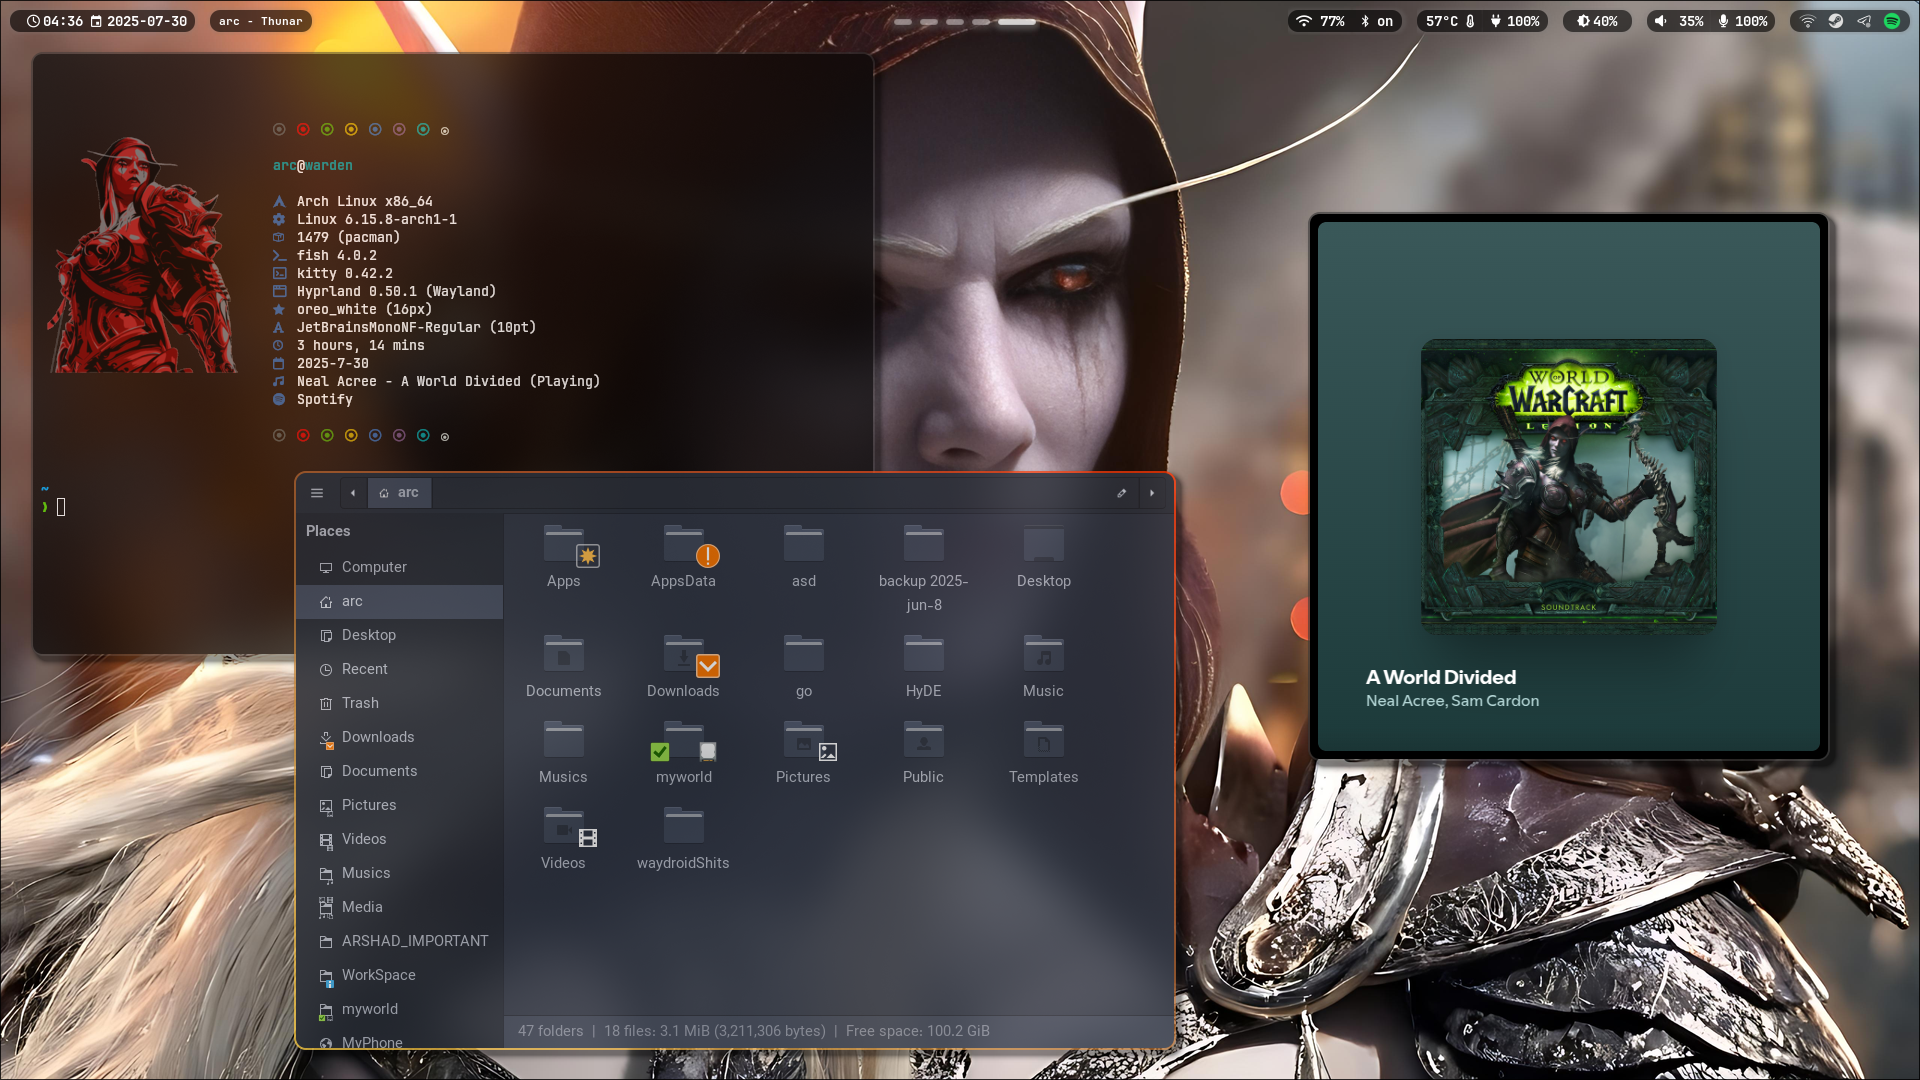 04:36 2025-07-30
arc - Thunar
77% on
57°C 100%
40%
35% 100%
arc@warden
Arch Linux x86_64
Linux 6.15.8-arch1-1
1479 (pacman)
fish 4.0.2
kitty 0.42.2
Hyprland 0.50.1 (Wayland)
oreo_white (16px)
JetBrainsMonoNF-Regular (10pt)
3 hours, 14 mins
2025-7-30
Neal Acree - A World Divided (Playing)
Spotify
~
❯
arc
Places
Computer
arc
Desktop
Recent
Trash
Downloads
Documents
Pictures
Videos
Musics
Media
ARSHAD_IMPORTANT
WorkSpace
myworld
MyPhone
Apps
AppsData
asd
backup 2025-
jun-8
Desktop
Documents
Downloads
go
HyDE
Music
Musics
myworld
Pictures
Public
Templates
Videos
waydroidShits
47 folders | 18 files: 3.1 MiB (3,211,306 bytes) | Free space: 100.2 GiB
WORLD
OF
WARCRAFT
LEGION
SOUNDTRACK
A World Divided
Neal Acree, Sam Cardon